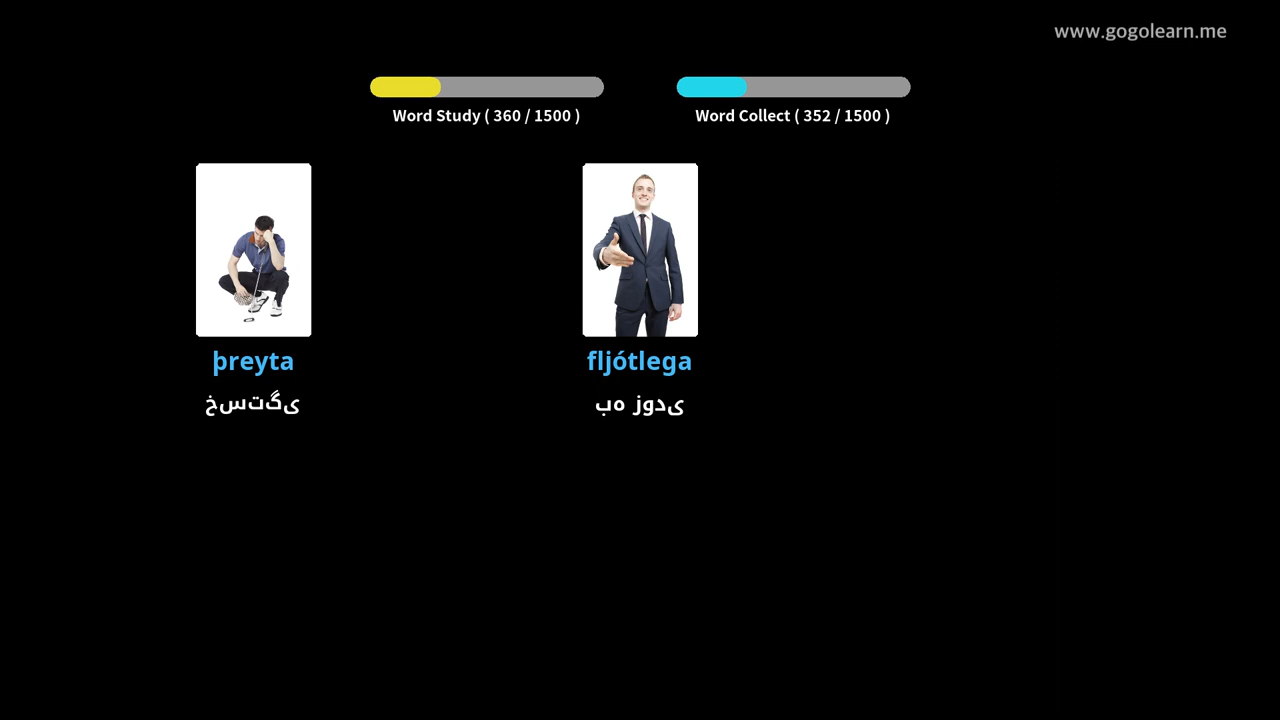 www.gogolearn.me
Word Study ( 360 / 1500 )
Word Collect ( 352 / 1500 )
þreyta
خستگی
fljótlega
به زودی